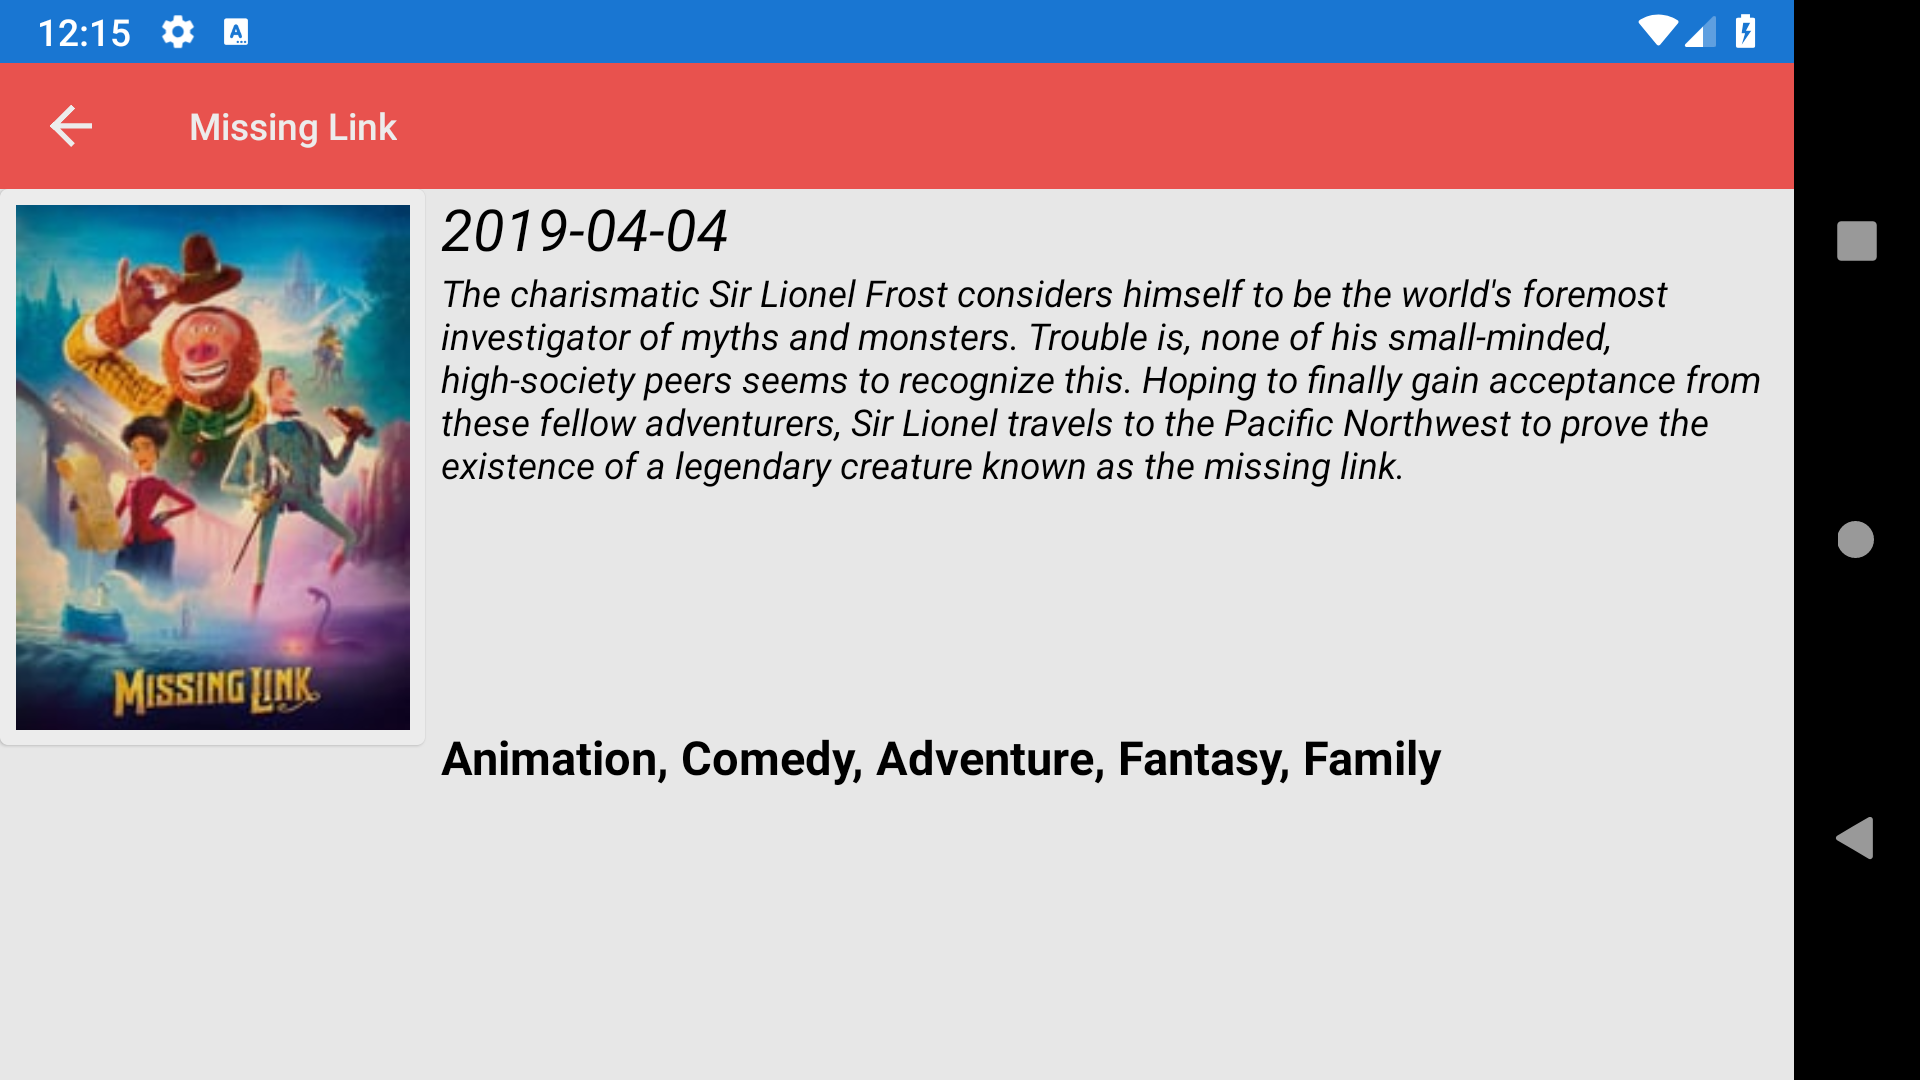 12:15
Missing Link
2019-04-04
The charismatic Sir Lionel Frost considers himself to be the world's foremost
investigator of myths and monsters. Trouble is, none of his small-minded,
high-society peers seems to recognize this. Hoping to finally gain acceptance from
these fellow adventurers, Sir Lionel travels to the Pacific Northwest to prove the
existence of a legendary creature known as the missing link.
MISSING LINK
Animation, Comedy, Adventure, Fantasy, Family